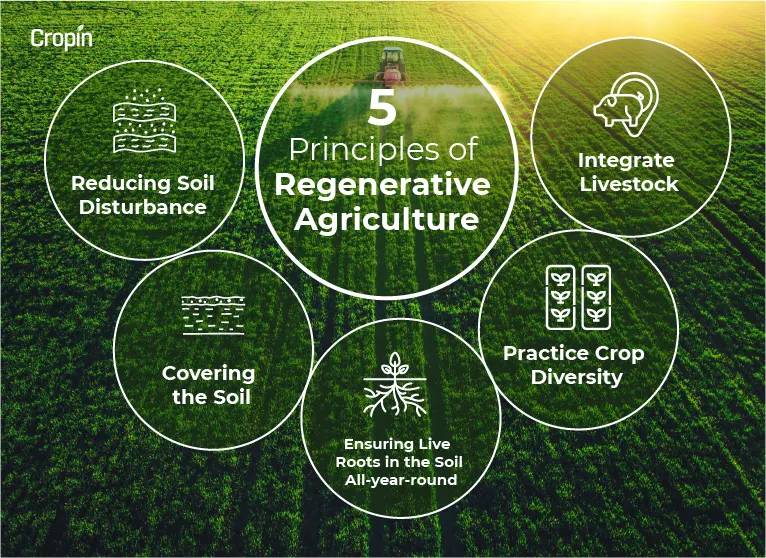 Cropin
5
Principles of
Regenerative
Agriculture
Reducing Soil
Disturbance
Covering
the Soil
Ensuring Live
Roots in the Soil
All-year-round
Practice Crop
Diversity
Integrate
Livestock